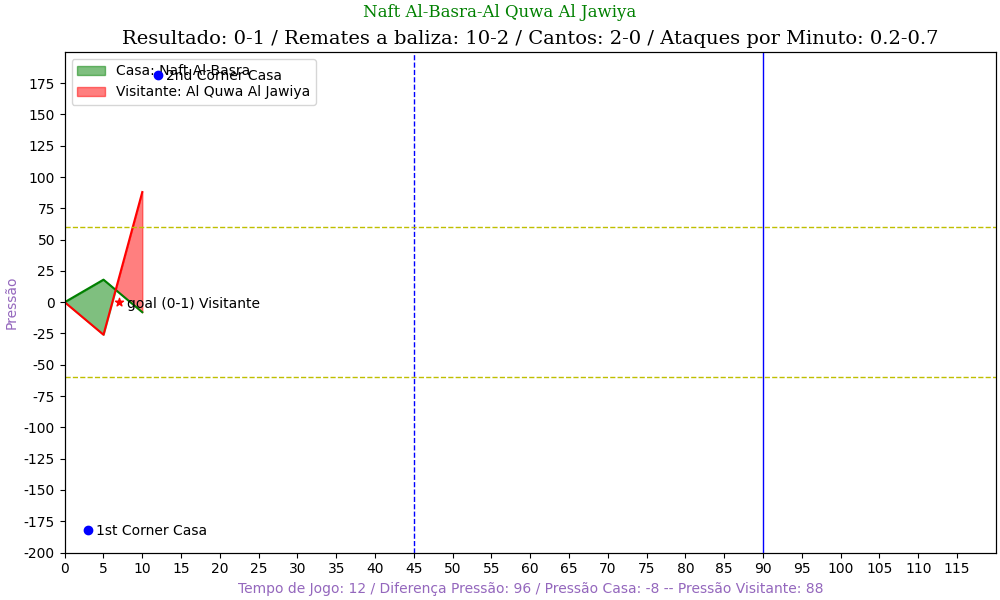 Naft Al-Basra-Al Quwa Al Jawiya
Resultado: 0-1 / Remates a baliza: 10-2 / Cantos: 2-0 / Ataques por Minuto: 0.2-0.7
Casa: Naft Al-Basra
2nd Corner Casa
Visitante: Al Quwa Al Jawiya
175
150
125
100
75
50
25
0
-25
-50
-75
-100
-125
-150
-175
-200
Pressão
goal (0-1) Visitante
1st Corner Casa
0 5 10 15 20 25 30 35 40 45 50 55 60 65 70 75 80 85 90 95 100 105 110 115
Tempo de Jogo: 12 / Diferença Pressão: 96 / Pressão Casa: -8 -- Pressão Visitante: 88